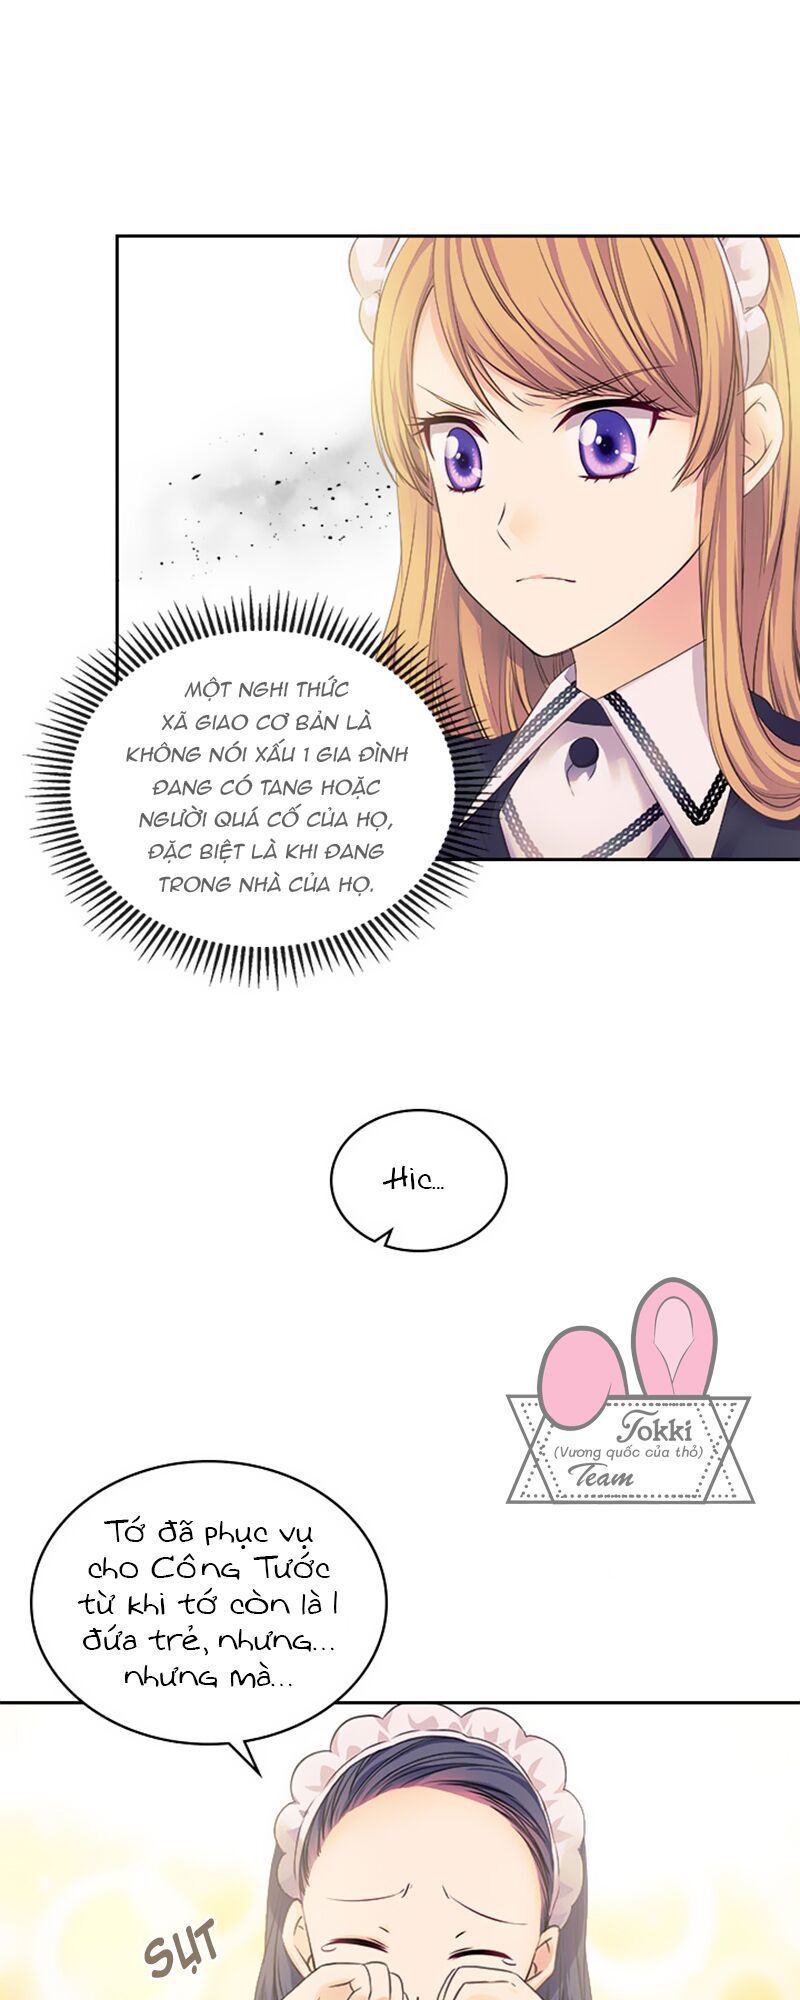 MỘT NGHI THỨC
XÃ GIAO CƠ BẢN LÀ
KHÔNG NÓI XẤU 1 GIA ĐÌNH
ĐANG CÓ TANG HOẶC
NGƯỜI QUÁ CỐ CỦA HỌ,
ĐẶC BIỆT LÀ KHI ĐANG
TRONG NHÀ CỦA HỌ.
Hic...
Tokki
(Vương quốc của thỏ)
Team
Tớ đã phục vụ
cho Công Tước
từ khi tớ còn là 1
đứa trẻ, nhưng...
nhưng mà...
SỤT